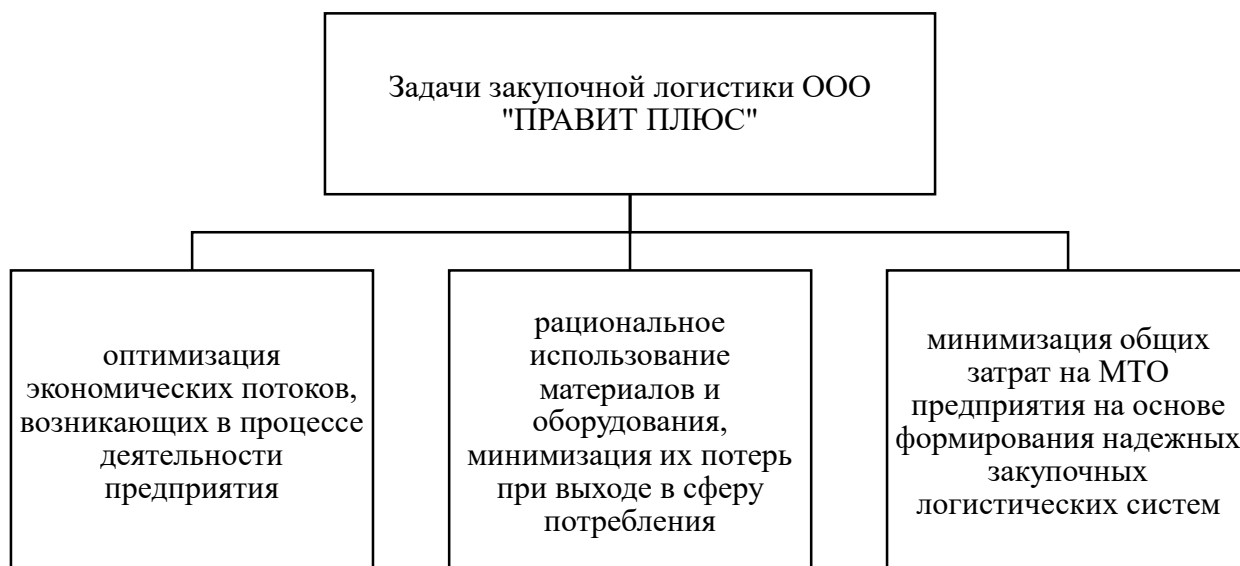 Задачи закупочной логистики ООО
"ПРАВИТ ПЛЮС"
оптимизация
экономических потоков,
возникающих в процессе
деятельности
предприятия
рациональное
использование
материалов и
оборудования,
минимизация их потерь
при выходе в сферу
потребления
минимизация общих
затрат на МТО
предприятия на основе
формирования надежных
закупочных
логистических систем